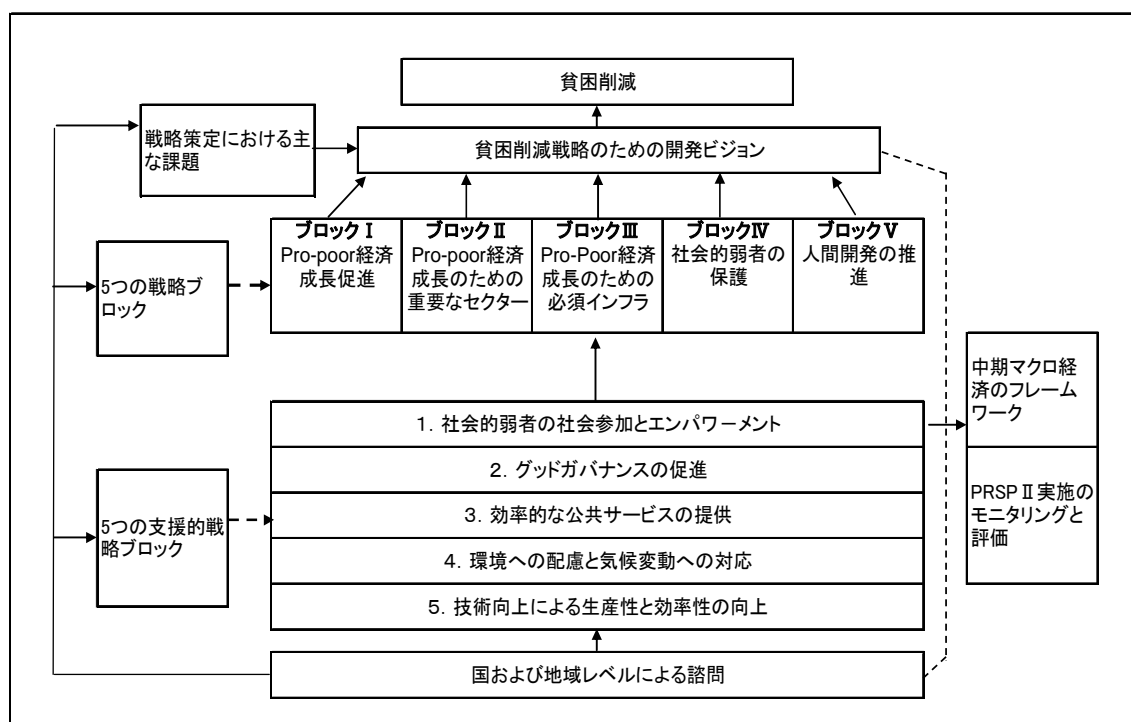 貧困削減
戦略策定における主
な課題
貧困削減戦略のための開発ビジョン
ブロックⅠ
Pro-poor経済
成長促進
ブロックⅡ
Pro-poor経済
成長のための
重要なセクター
ブロックⅢ
Pro-Poor経済
成長のための
必須インフラ
ブロックⅣ
社会的弱者の
保護
ブロックⅤ
人間開発の推
進
5つの戦略ブ
ロック
中期マクロ経
済のフレーム
ワーク
1．社会的弱者の社会参加とエンパワーメント
2．グッドガバナンスの促進
3．効率的な公共サービスの提供
4．環境への配慮と気候変動への対応
5．技術向上による生産性と効率性の向上
5つの支援的戦
略ブロック
PRSPⅡ実施の
モニタリングと
評価
国および地域レベルによる諮問